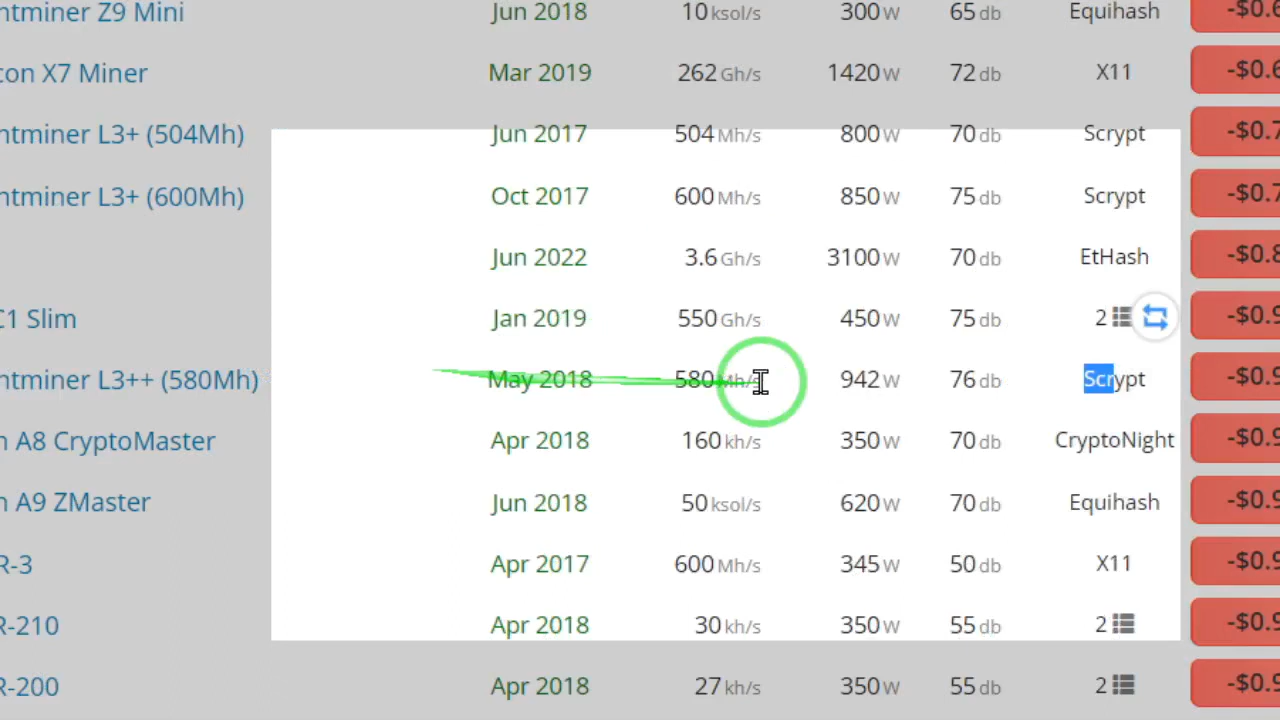 ntminer Z9 Mini Jun 2018 10 ksol/s 300 W 65 db Equihash -$0.6
con X7 Miner Mar 2019 262 Gh/s 1420 W 72 db X11 -$0.6
ntminer L3+ (504Mh) Jun 2017 504 Mh/s 800 W 70 db Scrypt -$0.7
ntminer L3+ (600Mh) Oct 2017 600 Mh/s 850 W 75 db Scrypt -$0.7
Jun 2022 3.6 Gh/s 3100 W 70 db EtHash -$0.8
C1 Slim Jan 2019 550 Gh/s 450 W 75 db 2 -$0.9
ntminer L3++ (580Mh) May 2018 580 Mh/s 942 W 76 db Scrypt -$0.9
n A8 CryptoMaster Apr 2018 160 kh/s 350 W 70 db CryptoNight -$0.9
n A9 ZMaster Jun 2018 50 ksol/s 620 W 70 db Equihash -$0.9
R-3 Apr 2017 600 Mh/s 345 W 50 db X11 -$0.9
R-210 Apr 2018 30 kh/s 350 W 55 db 2 -$0.9
R-200 Apr 2018 27 kh/s 350 W 55 db 2 -$0.9